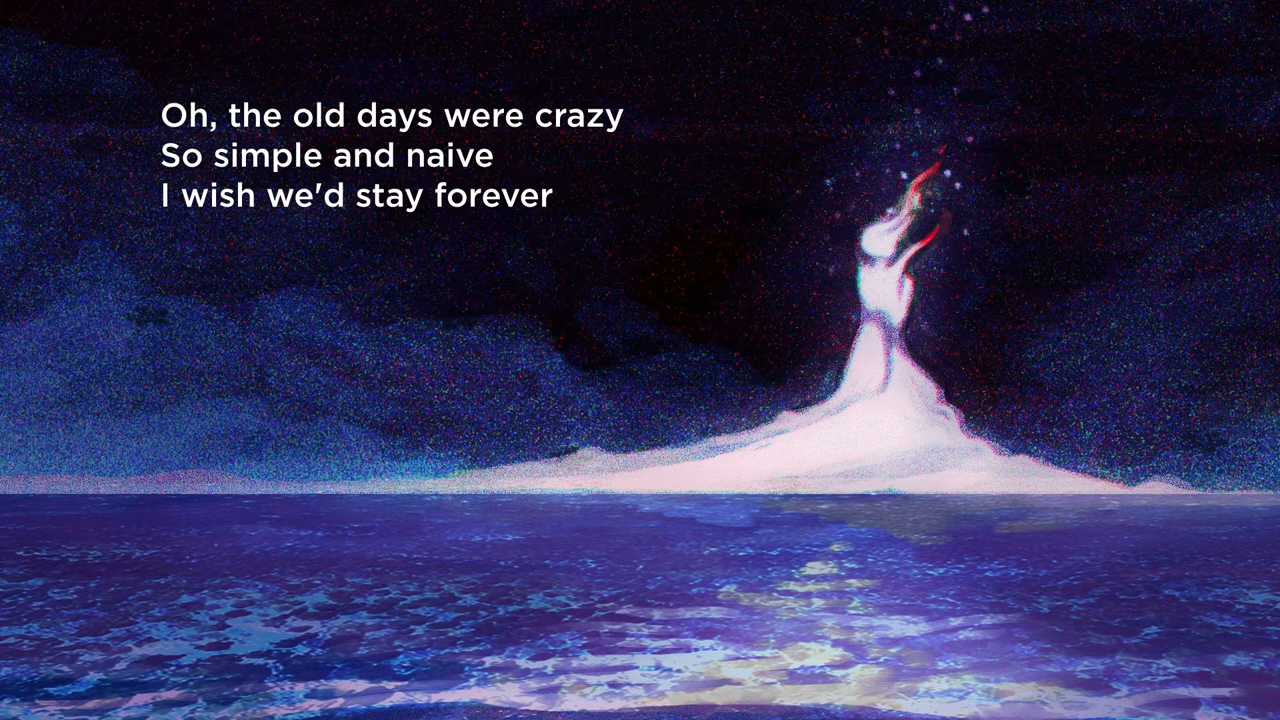 Oh, the old days were crazy
So simple and naive
I wish we'd stay forever